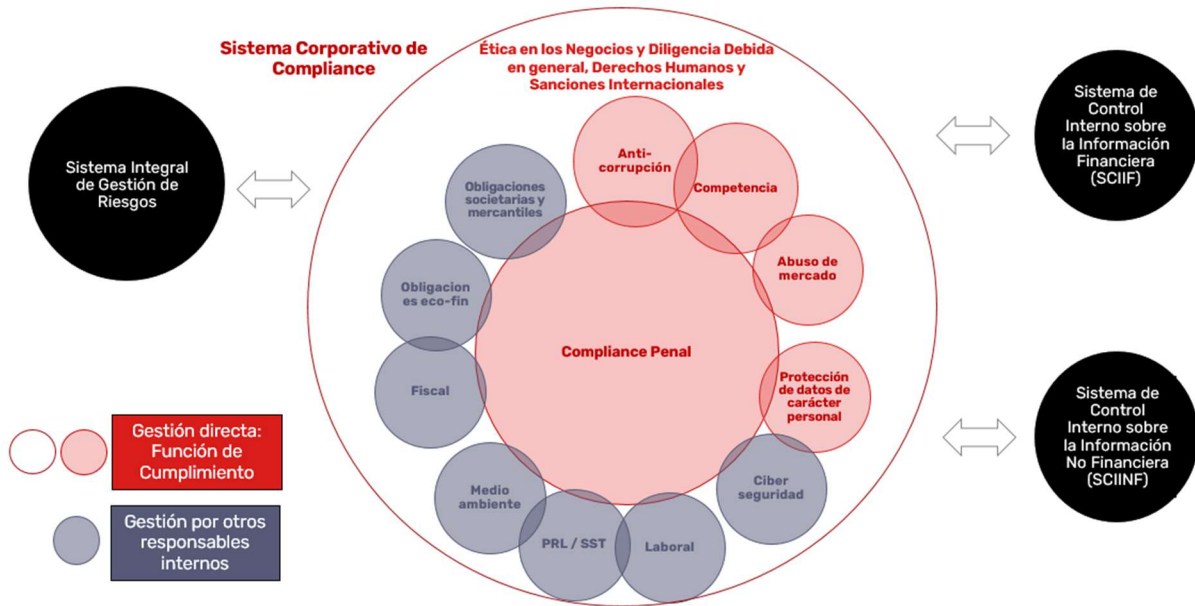 Sistema Corporativo de
Compliance
Ética en los Negocios y Diligencia Debida
en general, Derechos Humanos y
Sanciones Internacionales
Sistema Integral
de Gestión de
Riesgos
Sistema de
Control
Interno sobre
la Información
Financiera
(SCIIF)
Anti-
corrupción
Competencia
Obligaciones
societarias y
mercantiles
Abuso de
mercado
Obligacion
es eco-fin
Compliance Penal
Fiscal
Protección
de datos de
carácter
personal
Sistema de
Control
Interno sobre
la Información
No Financiera
(SCIINF)
Gestión directa:
Función de
Cumplimiento
Medio
ambiente
Ciber
seguridad
PRL / SST
Laboral
Gestión por otros
responsables
internos